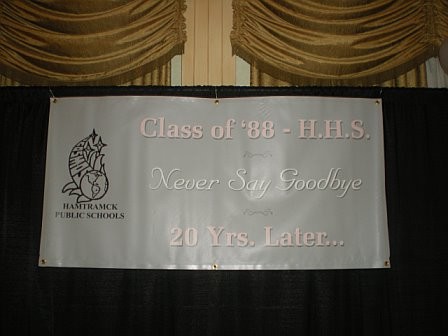 Class of '88 - H.H.S.
Never Say Goodbye
20 Yrs. Later...
HAMTRAMCK
PUBLIC SCHOOLS